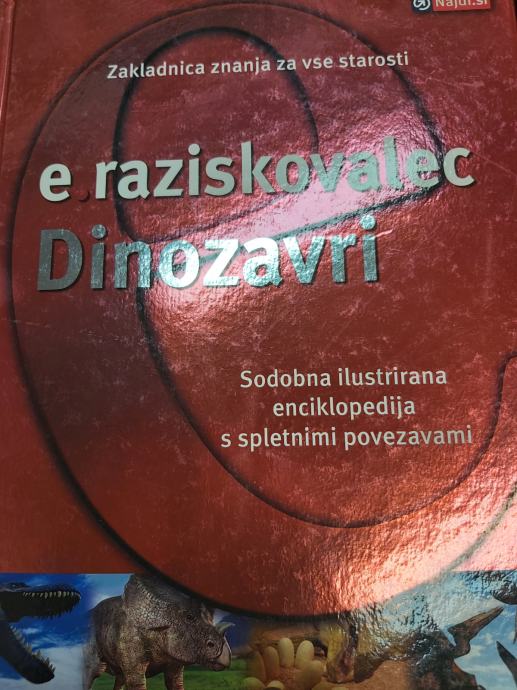 Najdi.si
Zakladnica znanja za vse starosti
e.raziskovalec
Dinozavri
Sodobna ilustrirana
enciklopedija
s spletnimi povezavami